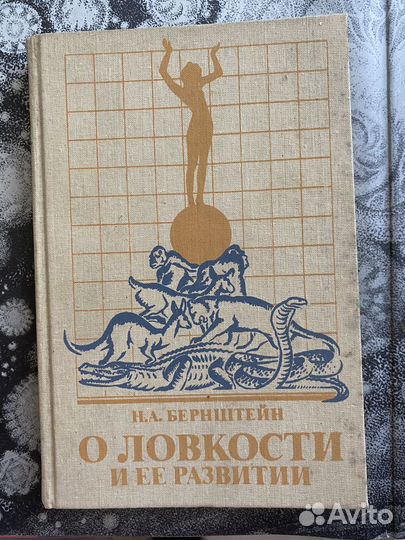 Н.А. БЕРНШТЕЙН
О ЛОВКОСТИ
И ЕЕ РАЗВИТИИ
Avito